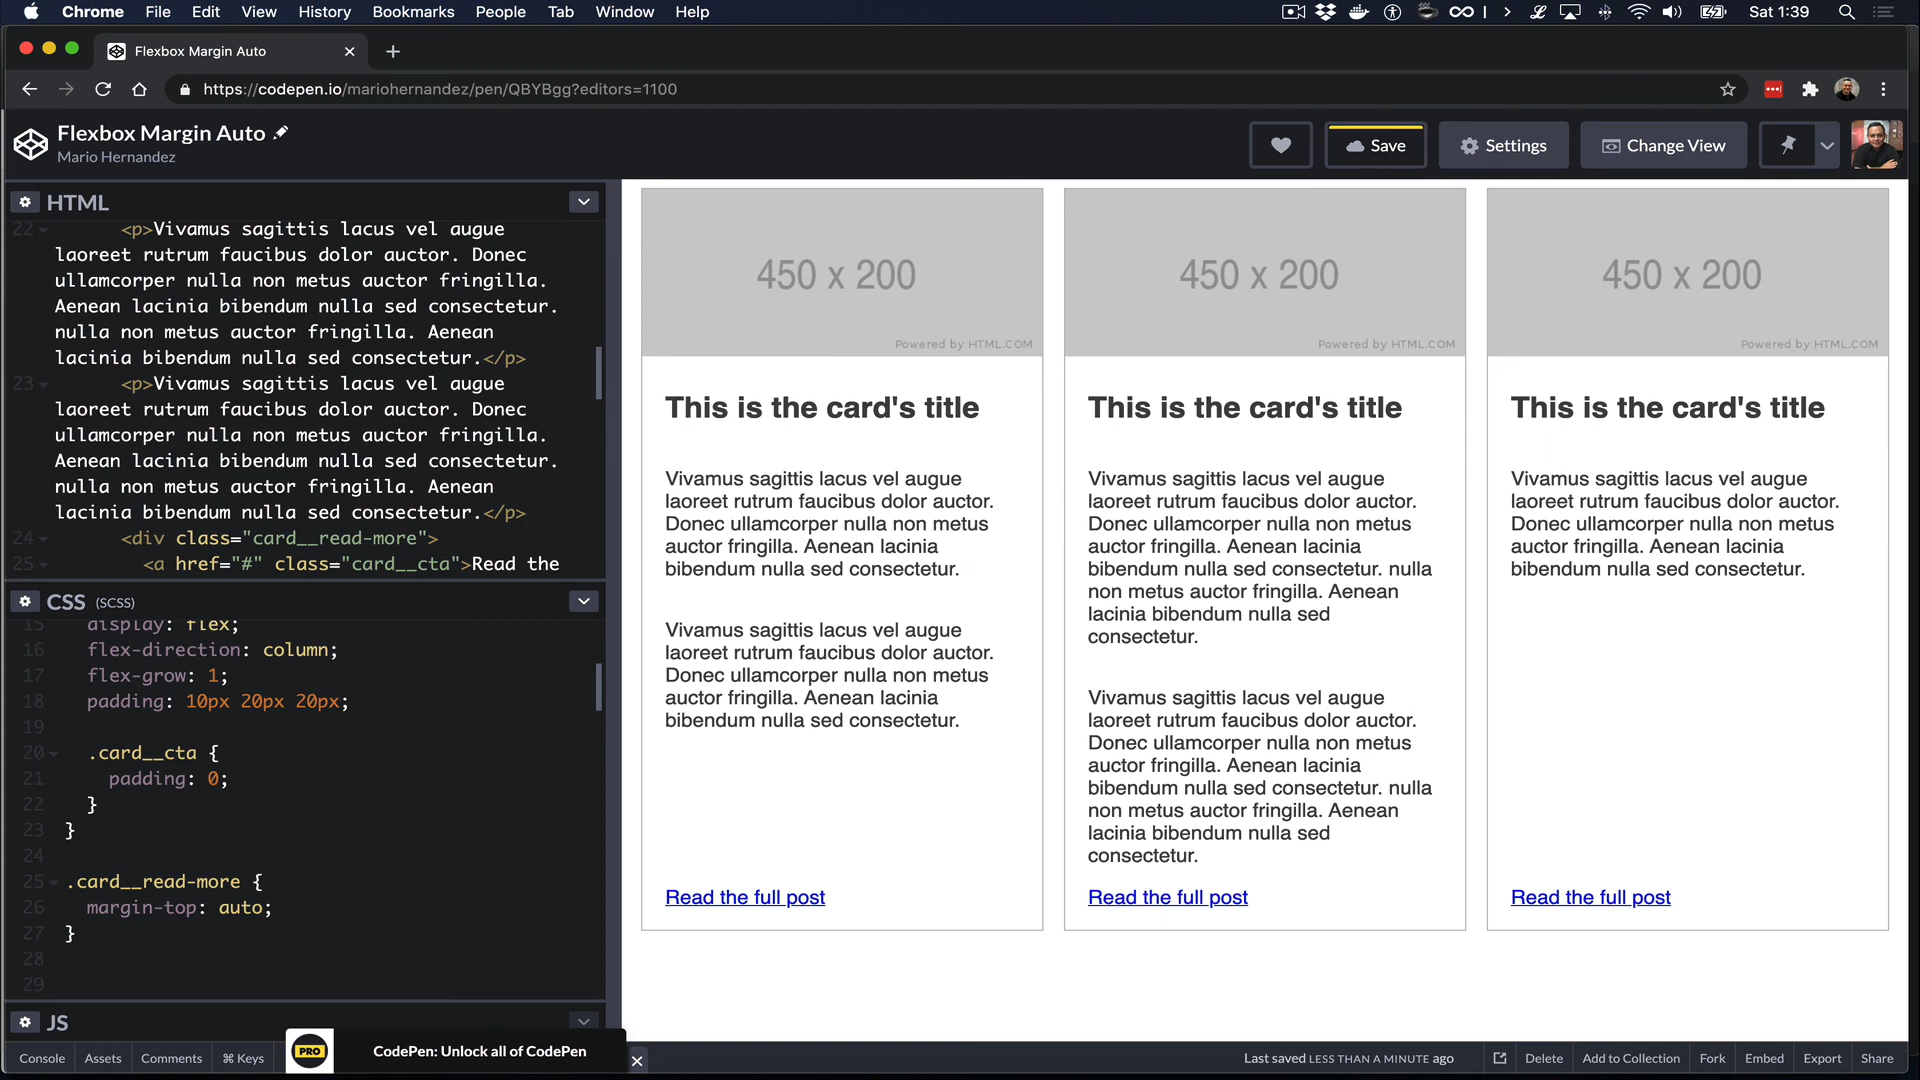 Chrome File Edit View History Bookmarks People Tab Window Help Sat 1:39
Flexbox Margin Auto
https://codepen.io/mariohernandez/pen/QBYBgg?editors=1100
Flexbox Margin Auto
Mario Hernandez
Save Settings Change View
HTML
22 <p>Vivamus sagittis lacus vel augue
laoreet rutrum faucibus dolor auctor. Donec
ullamcorper nulla non metus auctor fringilla.
Aenean lacinia bibendum nulla sed consectetur.
nulla non metus auctor fringilla. Aenean
lacinia bibendum nulla sed consectetur.</p>
23 <p>Vivamus sagittis lacus vel augue
laoreet rutrum faucibus dolor auctor. Donec
ullamcorper nulla non metus auctor fringilla.
Aenean lacinia bibendum nulla sed consectetur.
nulla non metus auctor fringilla. Aenean
lacinia bibendum nulla sed consectetur.</p>
24 <div class="card__read-more">
25 <a href="#" class="card__cta">Read the
CSS (SCSS)
15 display: flex;
16 flex-direction: column;
17 flex-grow: 1;
18 padding: 10px 20px 20px;
19
20 .card__cta {
21 padding: 0;
22 }
23 }
24
25 .card__read-more {
26 margin-top: auto;
27 }
28
29
JS
450 x 200
Powered by HTML.COM
This is the card's title
Vivamus sagittis lacus vel augue
laoreet rutrum faucibus dolor auctor.
Donec ullamcorper nulla non metus
auctor fringilla. Aenean lacinia
bibendum nulla sed consectetur.
Vivamus sagittis lacus vel augue
laoreet rutrum faucibus dolor auctor.
Donec ullamcorper nulla non metus
auctor fringilla. Aenean lacinia
bibendum nulla sed consectetur.
Read the full post
450 x 200
Powered by HTML.COM
This is the card's title
Vivamus sagittis lacus vel augue
laoreet rutrum faucibus dolor auctor.
Donec ullamcorper nulla non metus
auctor fringilla. Aenean lacinia
bibendum nulla sed consectetur. nulla
non metus auctor fringilla. Aenean
lacinia bibendum nulla sed
consectetur.
Vivamus sagittis lacus vel augue
laoreet rutrum faucibus dolor auctor.
Donec ullamcorper nulla non metus
auctor fringilla. Aenean lacinia
bibendum nulla sed consectetur. nulla
non metus auctor fringilla. Aenean
lacinia bibendum nulla sed
consectetur.
Read the full post
450 x 200
Powered by HTML.COM
This is the card's title
Vivamus sagittis lacus vel augue
laoreet rutrum faucibus dolor auctor.
Donec ullamcorper nulla non metus
auctor fringilla. Aenean lacinia
bibendum nulla sed consectetur.
Read the full post
Console Assets Comments ⌘ Keys PRO CodePen: Unlock all of CodePen Last saved LESS THAN A MINUTE ago Delete Add to Collection Fork Embed Export Share